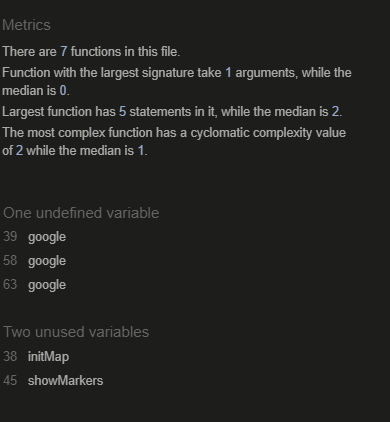 Metrics
There are 7 functions in this file.
Function with the largest signature take 1 arguments, while the
median is 0.
Largest function has 5 statements in it, while the median is 2.
The most complex function has a cyclomatic complexity value
of 2 while the median is 1.
One undefined variable
39 google
58 google
63 google
Two unused variables
38 initMap
45 showMarkers